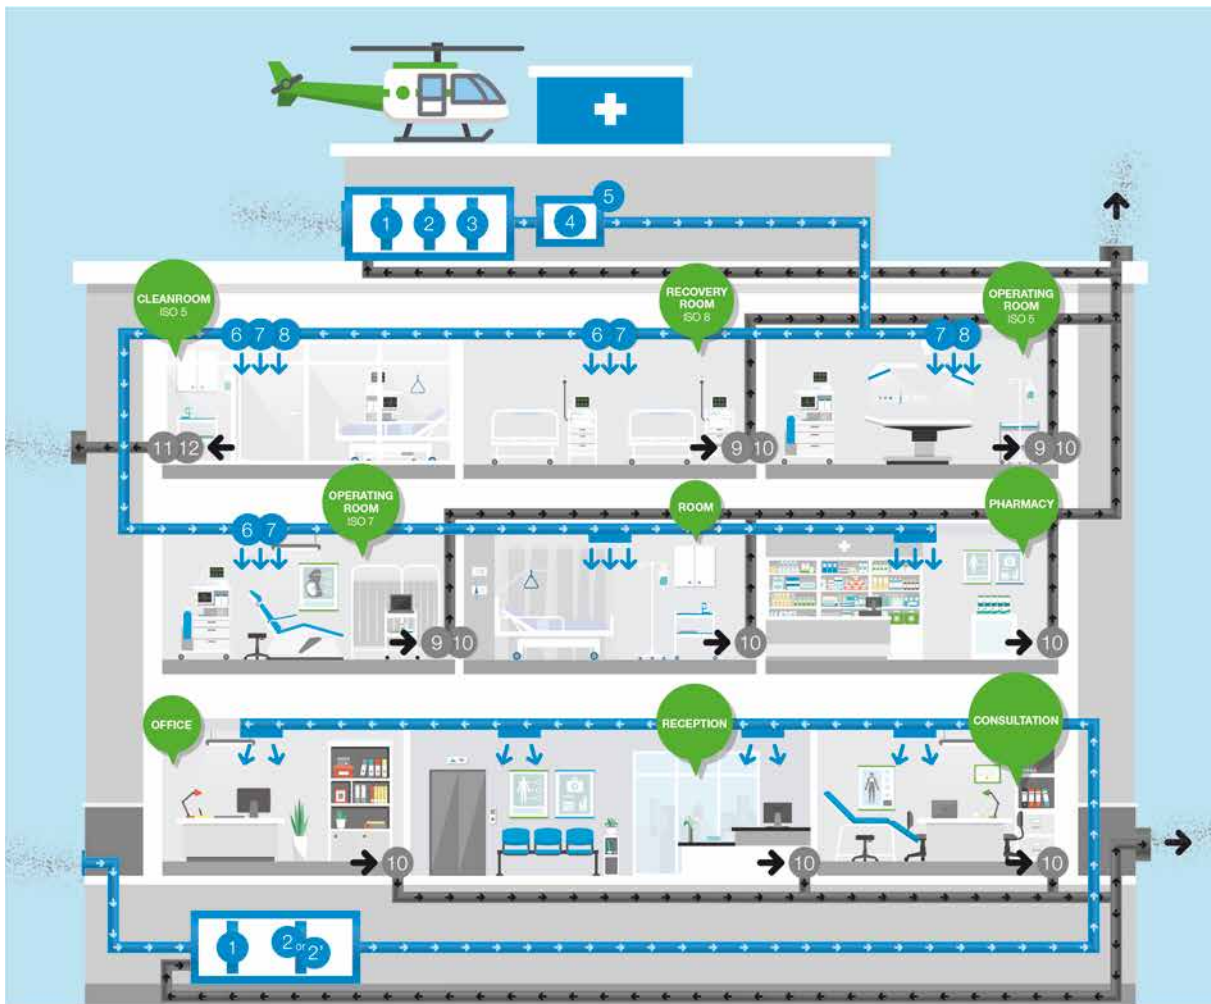 1 2 3 4 5
CLEANROOM
ISO 5
RECOVERY
ROOM
ISO 8
OPERATING
ROOM
ISO 5
6 7 8
6 7
7 8
11 12
9 10
9 10
OPERATING
ROOM
ISO 7
ROOM
PHARMACY
6 7
9 10
10
10
OFFICE
RECEPTION
CONSULTATION
10
10
10
1
2 or 2'